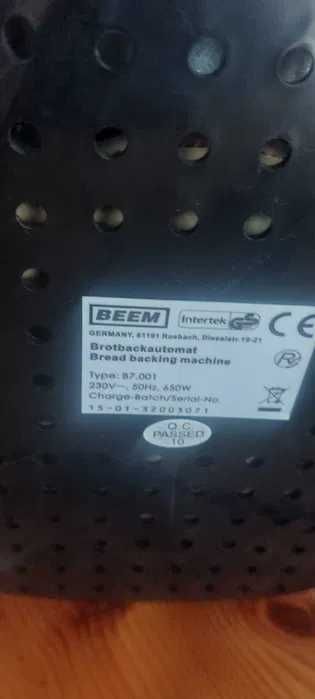 BEEM Intertek GS CE
GERMANY, 61191 Rosbach, Dieselstr. 19-21
Brotbackautomat
Bread backing machine
Type: B7.001
230V~, 50Hz, 650W
Charge-Batch/Serial-No.
15-01-32003071
Q.C.
PASSED
10